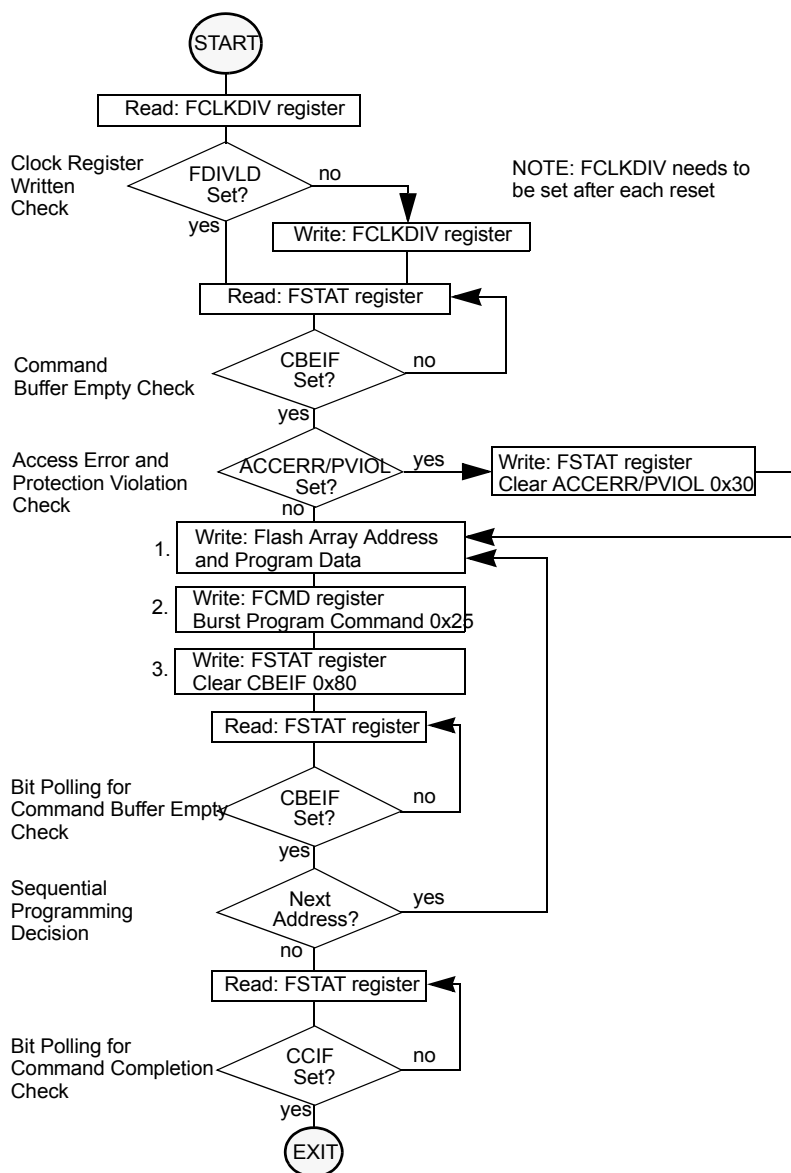 START
Read: FCLKDIV register
Clock Register
Written
Check
FDIVLD
Set?
no
yes
NOTE: FCLKDIV needs to
be set after each reset
Write: FCLKDIV register
Read: FSTAT register
Command
Buffer Empty Check
CBEIF
Set?
no
yes
Access Error and
Protection Violation
Check
ACCERR/PVIOL
Set?
yes
no
Write: FSTAT register
Clear ACCERR/PVIOL 0x30
1.
Write: Flash Array Address
and Program Data
2.
Write: FCMD register
Burst Program Command 0x25
3.
Write: FSTAT register
Clear CBEIF 0x80
Read: FSTAT register
Bit Polling for
Command Buffer Empty
Check
CBEIF
Set?
no
yes
Sequential
Programming
Decision
Next
Address?
yes
no
Read: FSTAT register
Bit Polling for
Command Completion
Check
CCIF
Set?
no
yes
EXIT